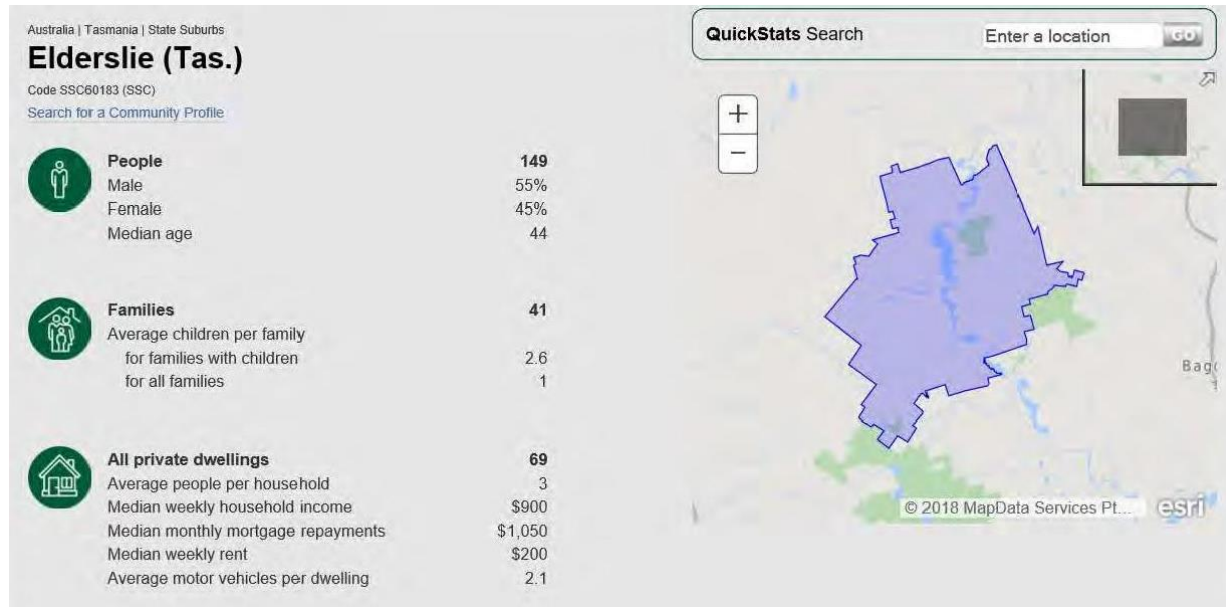 Australia | Tasmania | State Suburbs
Elderslie (Tas.)
Code SSC60183 (SSC)
Search for a Community Profile
People 149
Male 55%
Female 45%
Median age 44
Families 41
Average children per family
for families with children 2.6
for all families 1
All private dwellings 69
Average people per household 3
Median weekly household income $900
Median monthly mortgage repayments $1,050
Median weekly rent $200
Average motor vehicles per dwelling 2.1
QuickStats Search Enter a location GO
+
−
Bag
© 2018 MapData Services Pt... esri